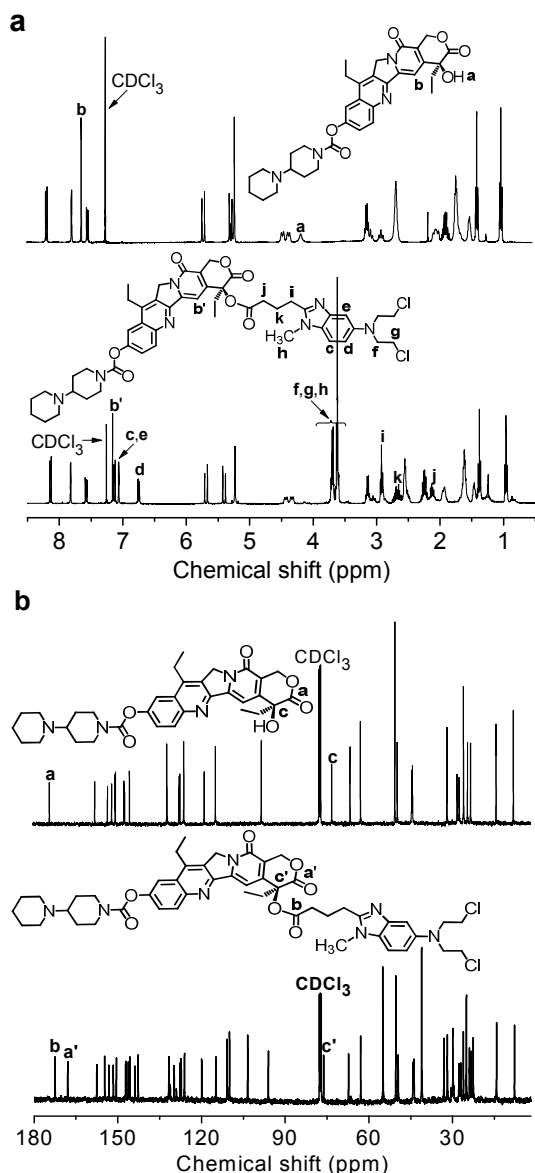 a
CDCl₃
b
O
O
N
O
N
b
OH a
O
N
O
N
a
O
O
N
O
N
b'
O
j
i
k
O
N
e
N
H₃C
h
c
d
N
Cl
g
f
Cl
O
N
O
N
b'
f,g,h
CDCl₃
c,e
d
i
k
j
8 7 6 5 4 3 2 1
Chemical shift (ppm)
b
O
O
N
a
O
N
c
HO
O
N
O
N
CDCl₃
a
c
O
O
N
a'
O
N
c'
O
b
O
N
N
H₃C
N
Cl
Cl
O
N
O
N
CDCl₃
b
a'
c'
180 150 120 90 60 30
Chemical shift (ppm)